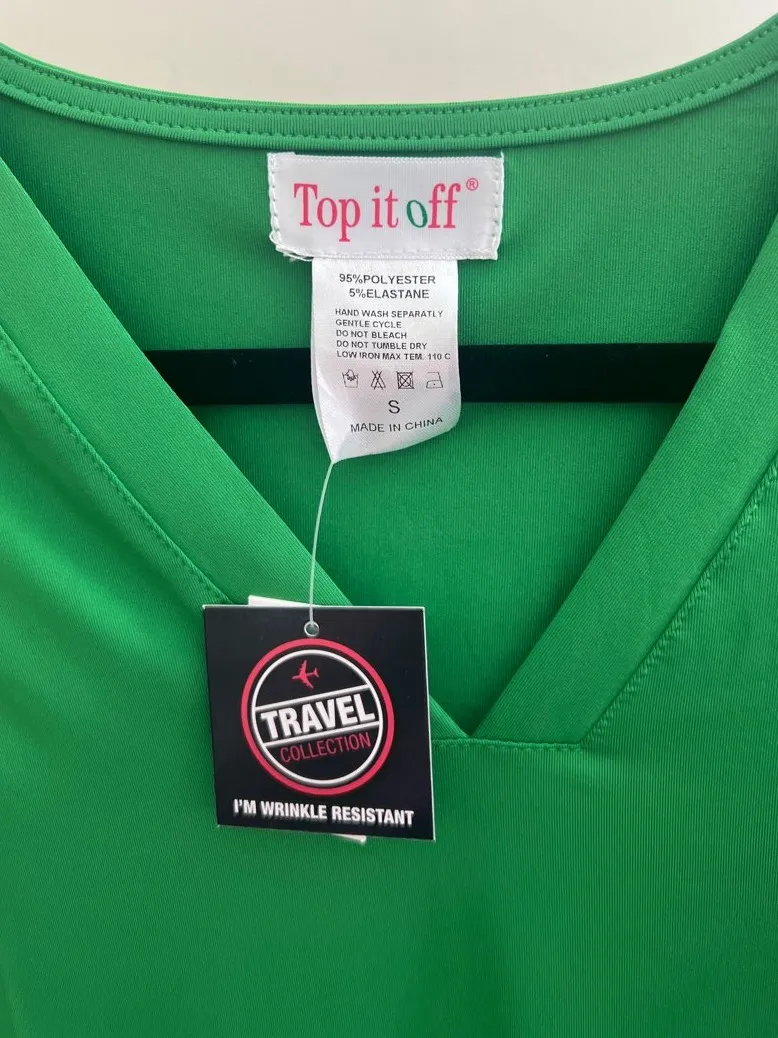 Top it off®
95%POLYESTER
5%ELASTANE
HAND WASH SEPARATLY
GENTLE CYCLE
DO NOT BLEACH
DO NOT TUMBLE DRY
LOW IRON MAX TEM. 110 C
S
MADE IN CHINA
TRAVEL
COLLECTION
I'M WRINKLE RESISTANT